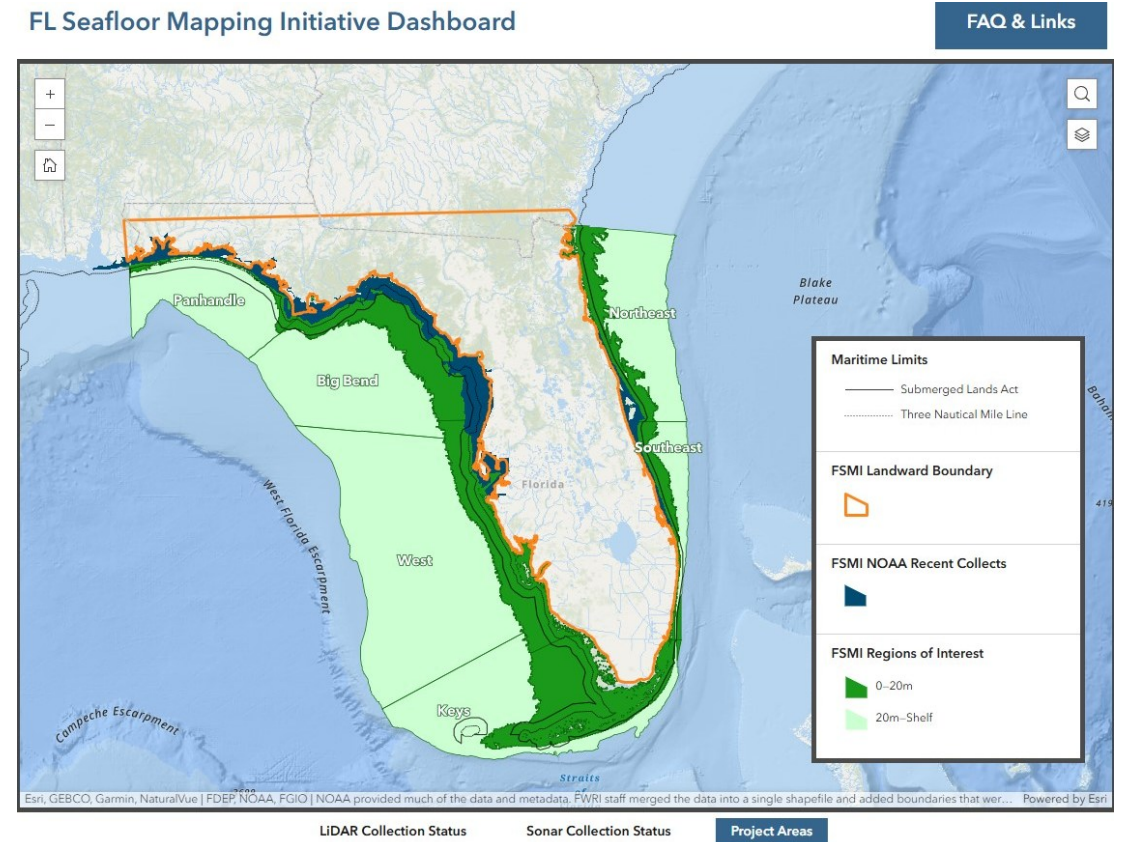 FL Seafloor Mapping Initiative Dashboard
FAQ & Links
+
−
Blake
Plateau
Panhandle
Northeast
Big Bend
Southeast
Florida
West Florida Escarpment
West
Keys
Campeche Escarpment
Straits
419
Maritime Limits
Submerged Lands Act
Three Nautical Mile Line
FSMI Landward Boundary
FSMI NOAA Recent Collects
FSMI Regions of Interest
0–20m
20m–Shelf
Esri, GEBCO, Garmin, NaturalVue | FDEP, NOAA, FGIO | NOAA provided much of the data and metadata. FWRI staff merged the data into a single shapefile and added boundaries that wer... Powered by Esri
LiDAR Collection Status
Sonar Collection Status
Project Areas